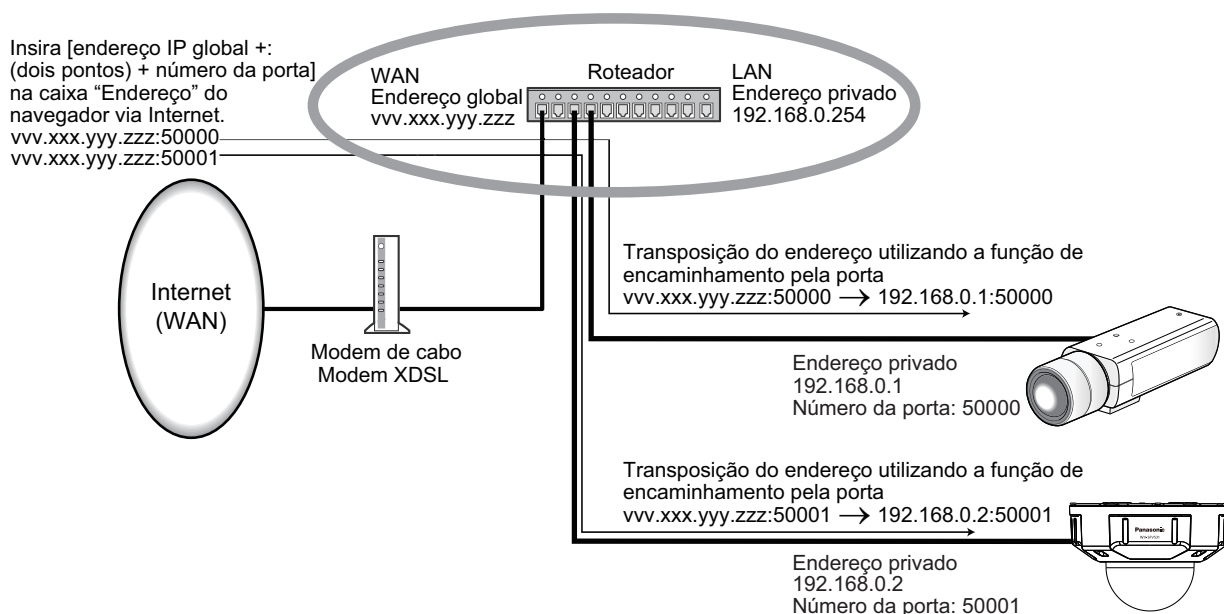 Insira [endereço IP global +:
(dois pontos) + número da porta]
na caixa “Endereço” do
navegador via Internet.
vvv.xxx.yyy.zzz:50000
vvv.xxx.yyy.zzz:50001
WAN
Endereço global
vvv.xxx.yyy.zzz
Roteador
LAN
Endereço privado
192.168.0.254
Internet
(WAN)
Modem de cabo
Modem XDSL
Transposição do endereço utilizando a função de
encaminhamento pela porta
vvv.xxx.yyy.zzz:50000 → 192.168.0.1:50000
Endereço privado
192.168.0.1
Número da porta: 50000
Transposição do endereço utilizando a função de
encaminhamento pela porta
vvv.xxx.yyy.zzz:50001 → 192.168.0.2:50001
Panasonic
Endereço privado
192.168.0.2
Número da porta: 50001